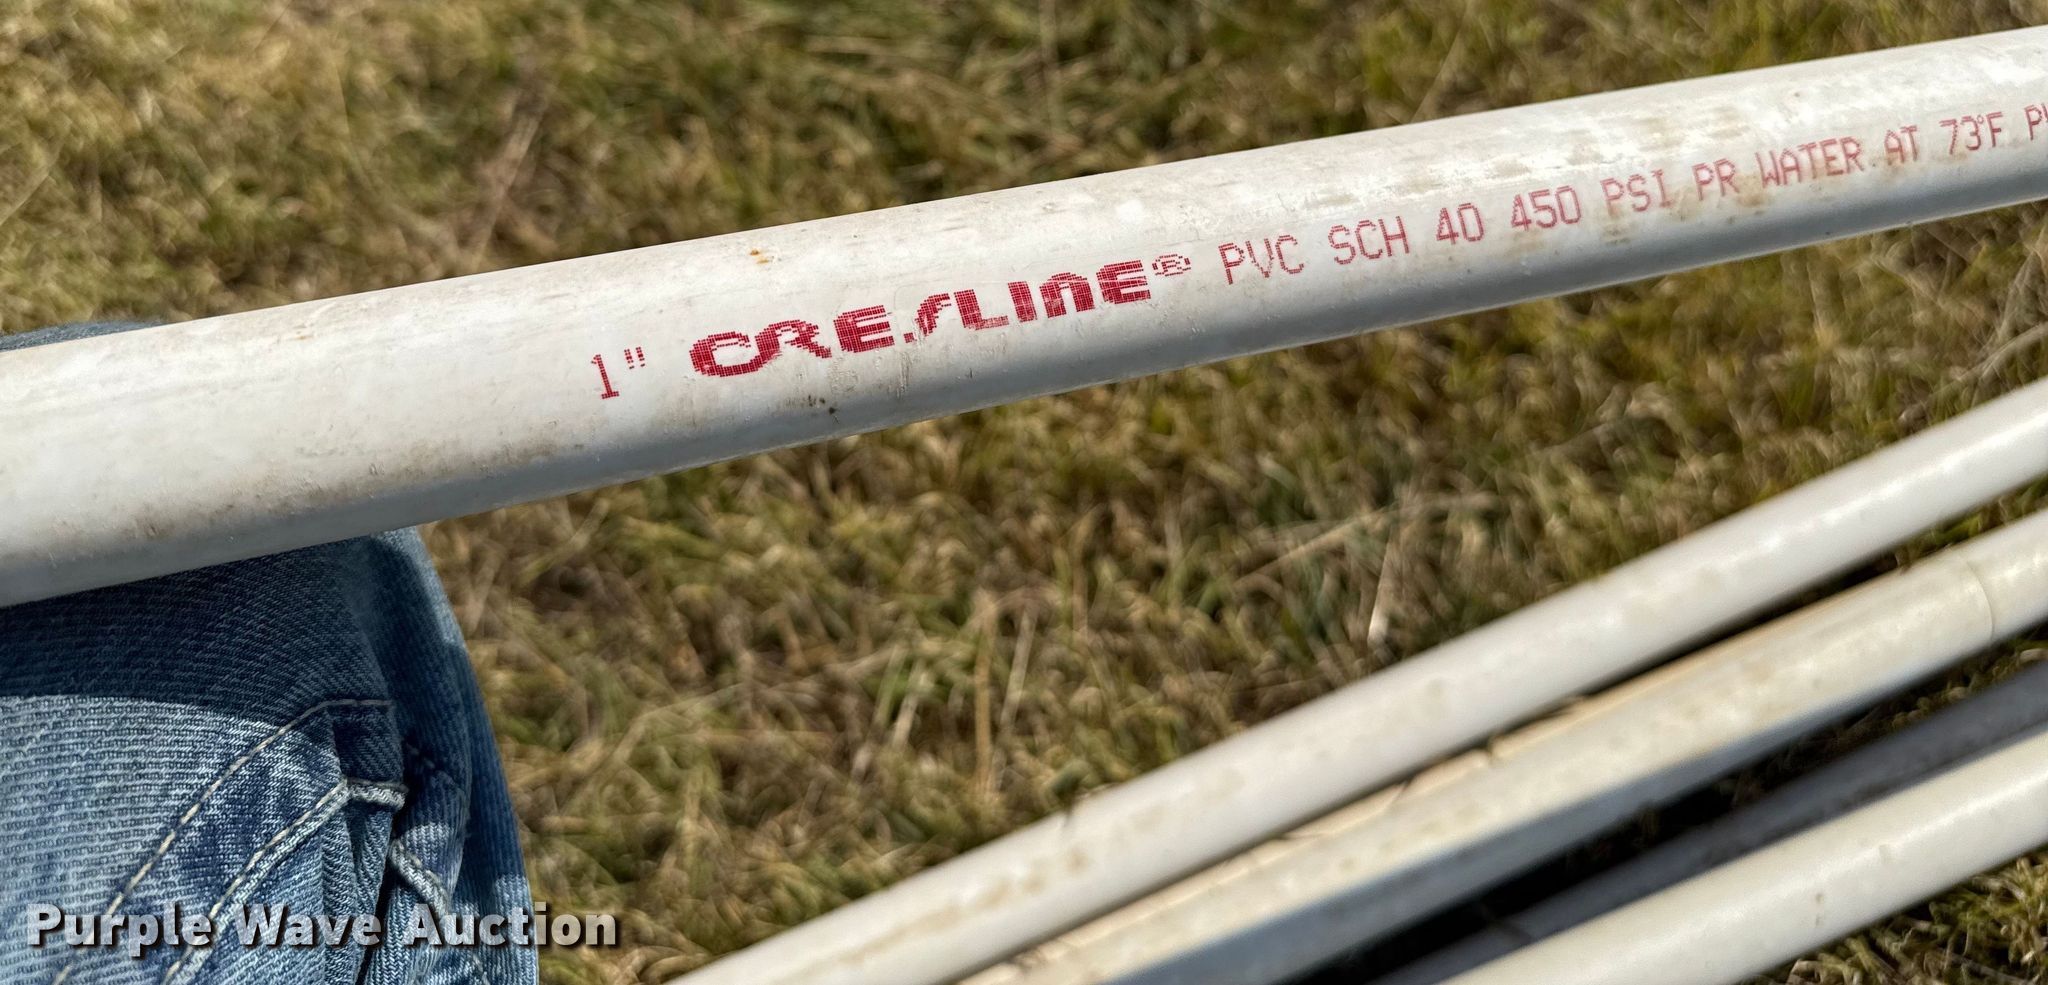 1" CRESLINE® PVC SCH 40 450 PSI PR WATER AT 73°F
Purple Wave Auction